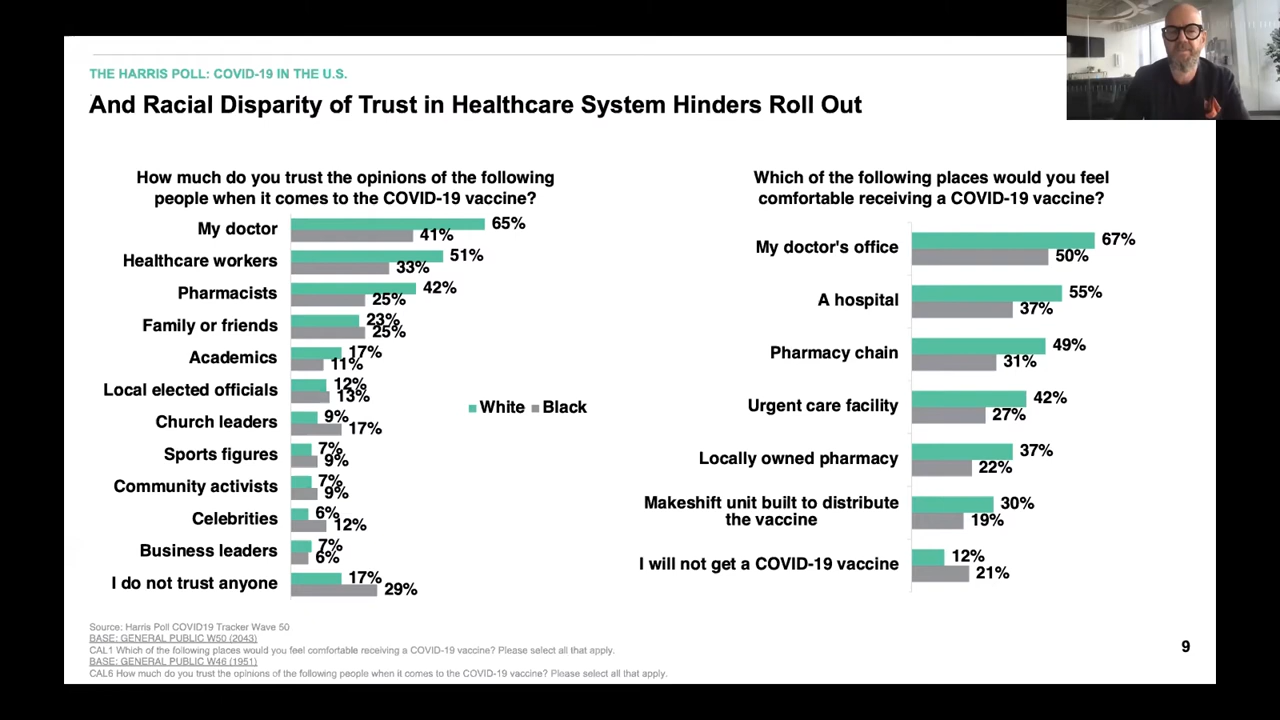 THE HARRIS POLL: COVID-19 IN THE U.S.
And Racial Disparity of Trust in Healthcare System Hinders Roll Out
How much do you trust the opinions of the following
people when it comes to the COVID-19 vaccine?
My doctor
65%
41%
Healthcare workers
51%
33%
Pharmacists
42%
25%
Family or friends
23%
25%
Academics
17%
11%
Local elected officials
12%
13%
Church leaders
9%
17%
Sports figures
7%
9%
Community activists
7%
9%
Celebrities
6%
12%
Business leaders
7%
6%
I do not trust anyone
17%
29%
White Black
Which of the following places would you feel
comfortable receiving a COVID-19 vaccine?
My doctor's office
67%
50%
A hospital
55%
37%
Pharmacy chain
49%
31%
Urgent care facility
42%
27%
Locally owned pharmacy
37%
22%
Makeshift unit built to distribute
the vaccine
30%
19%
I will not get a COVID-19 vaccine
12%
21%
Source: Harris Poll COVID19 Tracker Wave 50
BASE: GENERAL PUBLIC W50 (2043)
CAL1 Which of the following places would you feel comfortable receiving a COVID-19 vaccine? Please select all that apply.
BASE: GENERAL PUBLIC W46 (1951)
CAL6 How much do you trust the opinions of the following people when it comes to the COVID-19 vaccine? Please select all that apply.
9